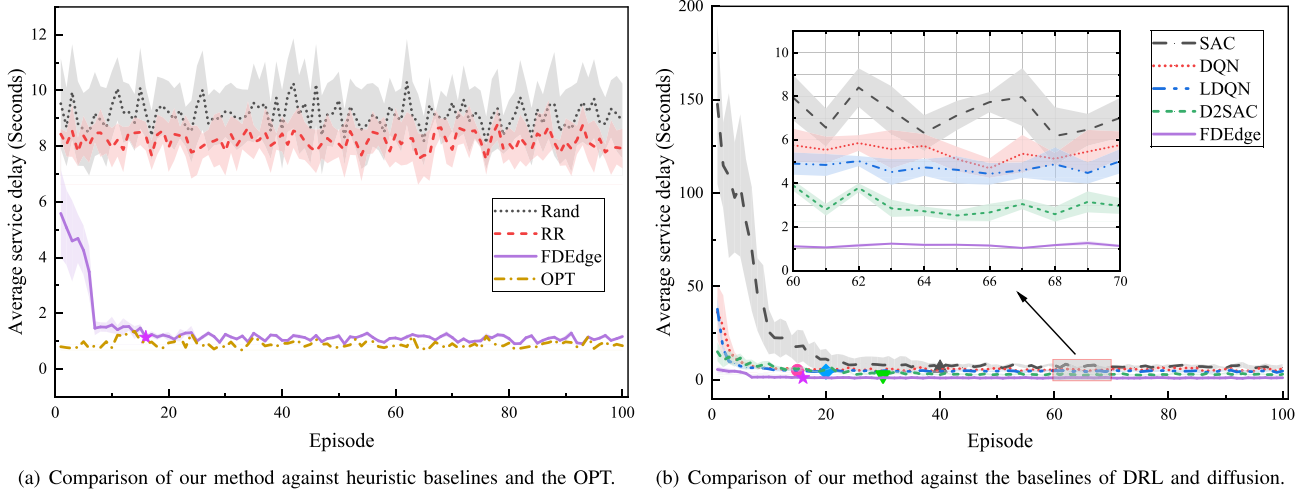 12
10
8
6
4
2
0
Average service delay (Seconds)
Rand
RR
FDEdge
OPT
0 20 40 60 80 100
Episode
(a) Comparison of our method against heuristic baselines and the OPT.
200
150
100
50
0
Average service delay (Seconds)
10
8
6
4
2
0
60 62 64 66 68 70
SAC
DQN
LDQN
D2SAC
FDEdge
0 20 40 60 80 100
Episode
(b) Comparison of our method against the baselines of DRL and diffusion.